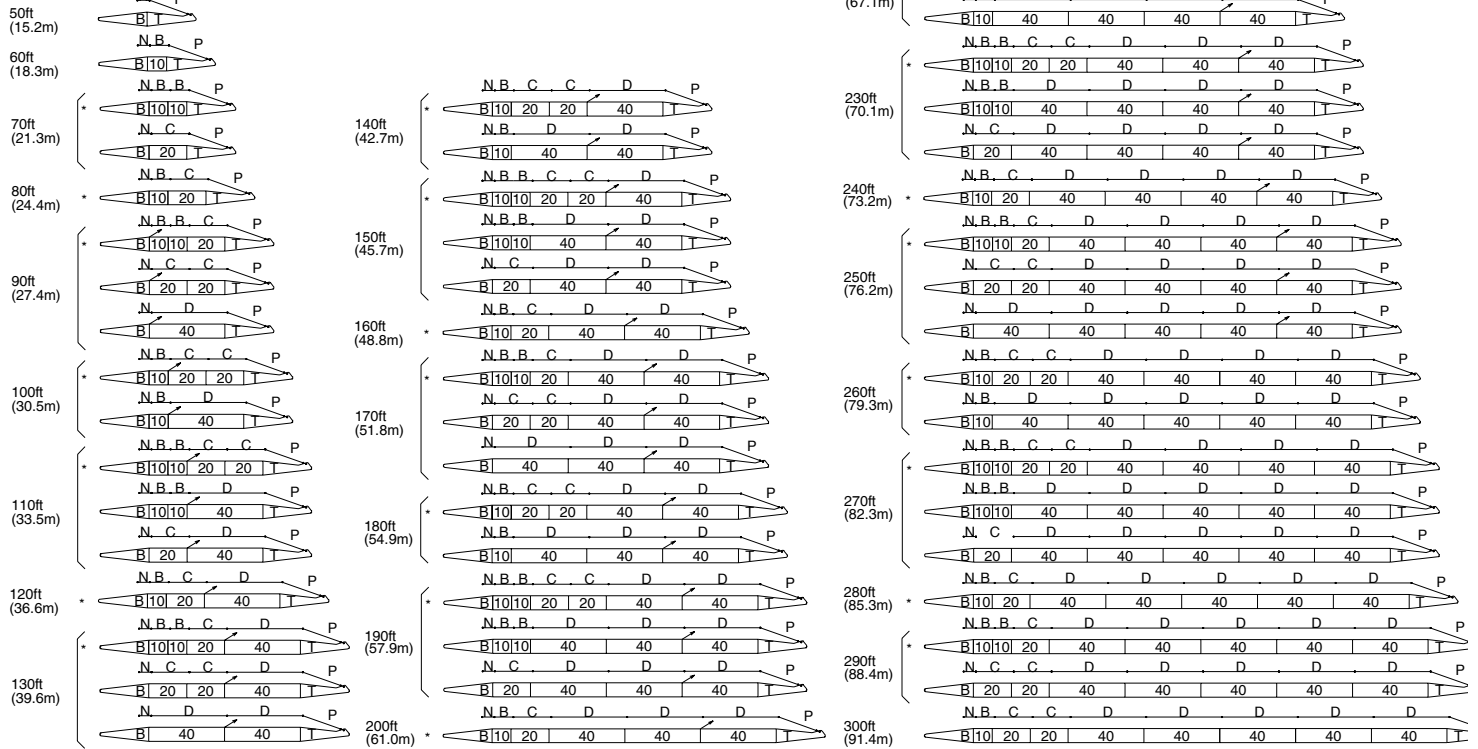 50ft
(15.2m)
B T
N B P
60ft
(18.3m)
B 10 T
N B B P
70ft
(21.3m)
* B 10 10 T
N C P
B 20 T
N B C P
80ft
(24.4m)
* B 10 20 T
N B B C P
90ft
(27.4m)
* B 10 10 20 T
N C C P
B 20 20 T
N D P
B 40 T
N B C C P
100ft
(30.5m)
* B 10 20 20 T
N B D P
B 10 40 T
N B B C C P
110ft
(33.5m)
* B 10 10 20 20 T
N B B D P
B 10 10 40 T
N C D P
B 20 40 T
N B C D P
120ft
(36.6m)
* B 10 20 40 T
N B B C D P
130ft
(39.6m)
* B 10 10 20 40 T
N C C D P
B 20 20 40 T
N D D P
B 40 40 T
N B C C D P
140ft
(42.7m)
* B 10 20 20 40 T
N B D D P
B 10 40 40 T
N B B C C D P
150ft
(45.7m)
* B 10 10 20 20 40 T
N B B D D P
B 10 10 40 40 T
N C D D P
B 20 40 40 T
N B C D D P
160ft
(48.8m)
* B 10 20 40 40 T
N B B C D D P
170ft
(51.8m)
* B 10 10 20 40 40 T
N C C D D P
B 20 20 40 40 T
N D D D P
B 40 40 40 T
N B C C D D P
180ft
(54.9m)
* B 10 20 20 40 40 T
N B D D D P
B 10 40 40 40 T
N B B C C D D P
190ft
(57.9m)
* B 10 10 20 20 40 40 T
N B B D D D P
B 10 10 40 40 40 T
N C D D D P
B 20 40 40 40 T
N B C D D D P
200ft
(61.0m)
* B 10 20 40 40 40 T
(67.1m)
B 10 40 40 40 40 T
N B B C C D D D P
230ft
(70.1m)
* B 10 10 20 20 40 40 40 T
N B B D D D D P
B 10 10 40 40 40 40 T
N C D D D D P
B 20 40 40 40 40 T
N B C D D D D P
240ft
(73.2m)
* B 10 20 40 40 40 40 T
N B B C D D D D P
250ft
(76.2m)
* B 10 10 20 40 40 40 40 T
N C C D D D D P
B 20 20 40 40 40 40 T
N D D D D D P
B 40 40 40 40 40 T
N B C C D D D D P
260ft
(79.3m)
* B 10 20 20 40 40 40 40 T
N B D D D D D P
B 10 40 40 40 40 40 T
N B B C C D D D D P
270ft
(82.3m)
* B 10 10 20 20 40 40 40 40 T
N B B D D D D D P
B 10 10 40 40 40 40 40 T
N C D D D D D P
B 20 40 40 40 40 40 T
N B C D D D D D P
280ft
(85.3m)
* B 10 20 40 40 40 40 40 T
N B B C D D D D D P
290ft
(88.4m)
* B 10 10 20 40 40 40 40 40 T
N C C D D D D D P
B 20 20 40 40 40 40 40 T
N B C C D D D D D
300ft
(91.4m)
B 10 20 20 40 40 40 40 40